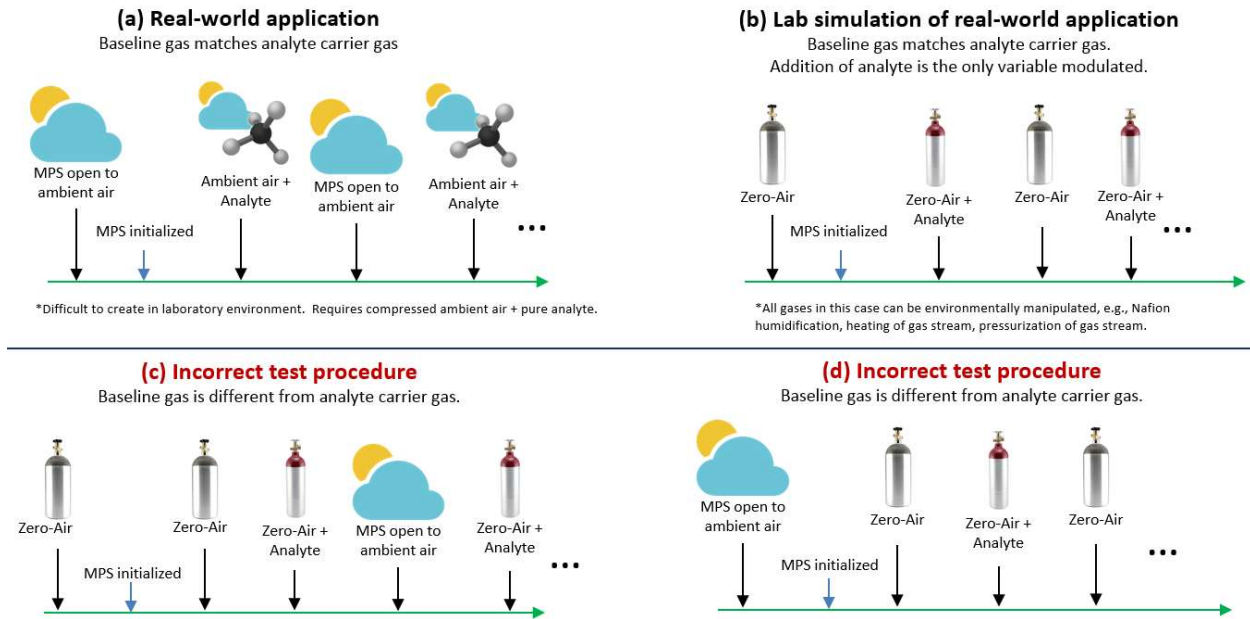 (a) Real-world application
Baseline gas matches analyte carrier gas
MPS open to
ambient air
Ambient air +
Analyte
MPS open to
ambient air
Ambient air +
Analyte
MPS initialized
...
*Difficult to create in laboratory environment.  Requires compressed ambient air + pure analyte.
(b) Lab simulation of real-world application
Baseline gas matches analyte carrier gas.
Addition of analyte is the only variable modulated.
Zero-Air
Zero-Air +
Analyte
Zero-Air
Zero-Air +
Analyte
MPS initialized
...
*All gases in this case can be environmentally manipulated, e.g., Nafion
humidification, heating of gas stream, pressurization of gas stream.
(c) Incorrect test procedure
Baseline gas is different from analyte carrier gas.
Zero-Air
Zero-Air
Zero-Air +
Analyte
MPS open to
ambient air
Zero-Air +
Analyte
MPS initialized
...
(d) Incorrect test procedure
Baseline gas is different from analyte carrier gas.
MPS open to
ambient air
Zero-Air
Zero-Air +
Analyte
Zero-Air
MPS initialized
...